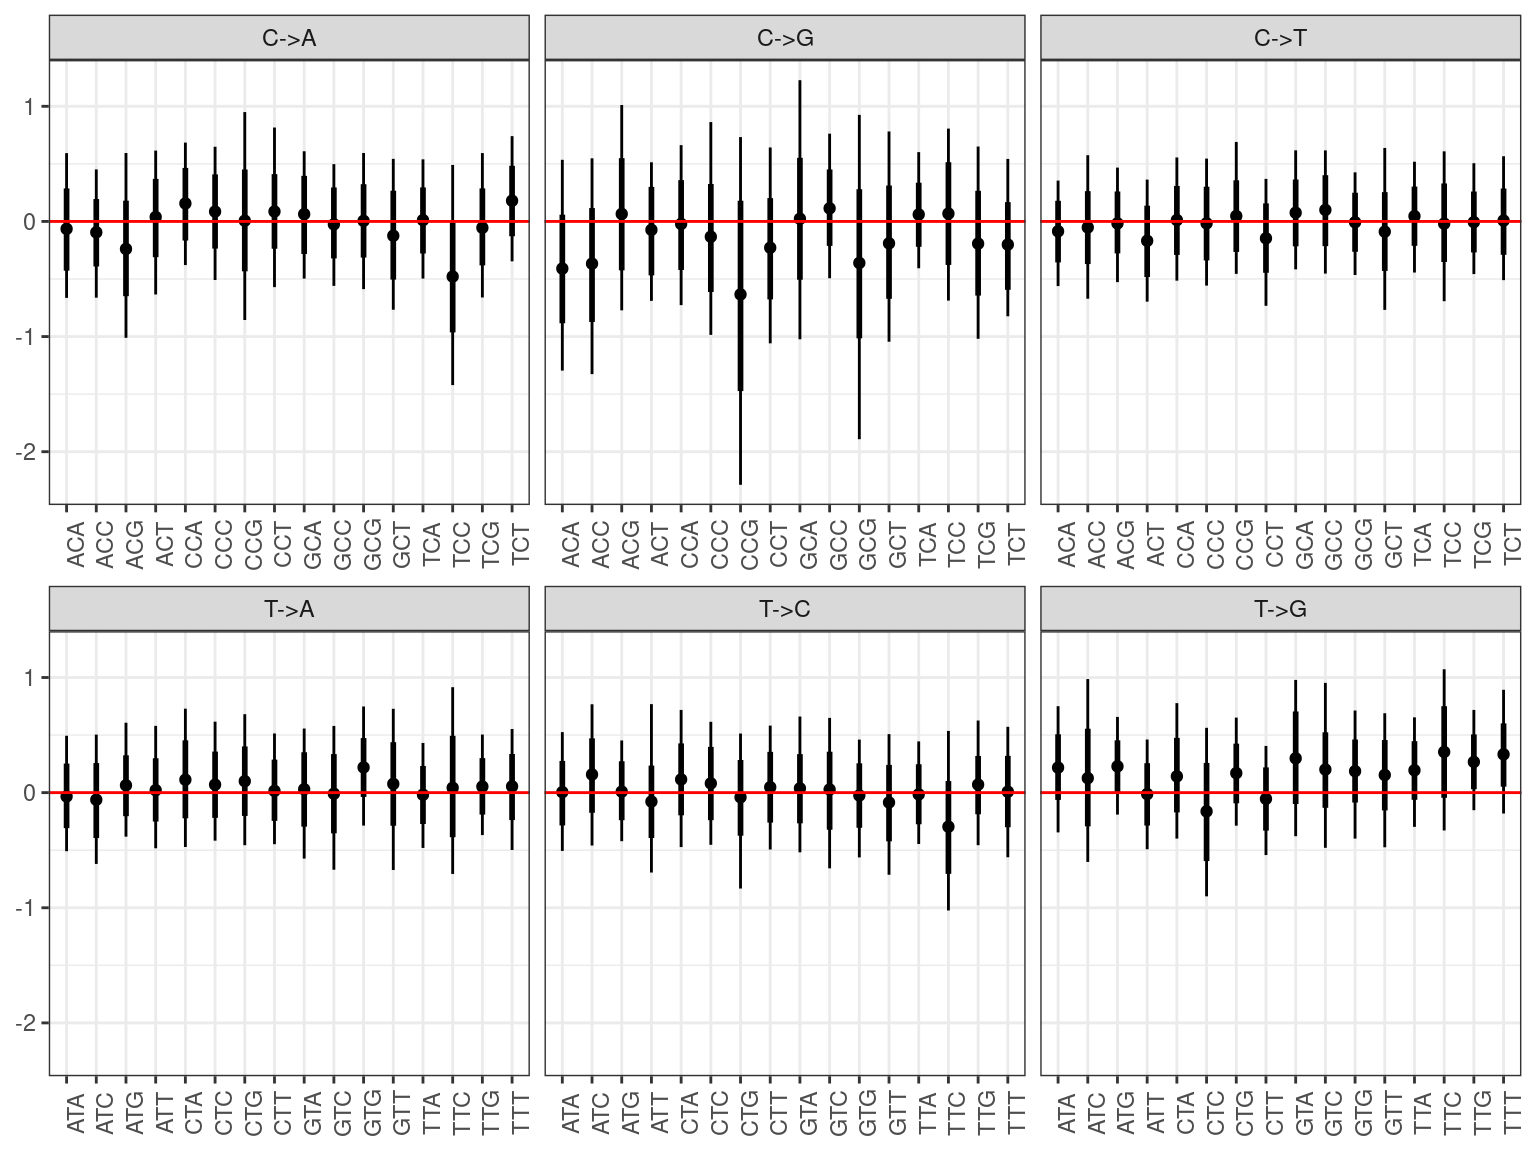 C->A C->G C->T
1
0
-1
-2
ACA ACC ACG ACT CCA CCC CCG CCT GCA GCC GCG GCT TCA TCC TCG TCT ACA ACC ACG ACT CCA CCC CCG CCT GCA GCC GCG GCT TCA TCC TCG TCT ACA ACC ACG ACT CCA CCC CCG CCT GCA GCC GCG GCT TCA TCC TCG TCT
T->A T->C T->G
1
0
-1
-2
ATA ATC ATG ATT CTA CTC CTG CTT GTA GTC GTG GTT TTA TTC TTG TTT ATA ATC ATG ATT CTA CTC CTG CTT GTA GTC GTG GTT TTA TTC TTG TTT ATA ATC ATG ATT CTA CTC CTG CTT GTA GTC GTG GTT TTA TTC TTG TTT